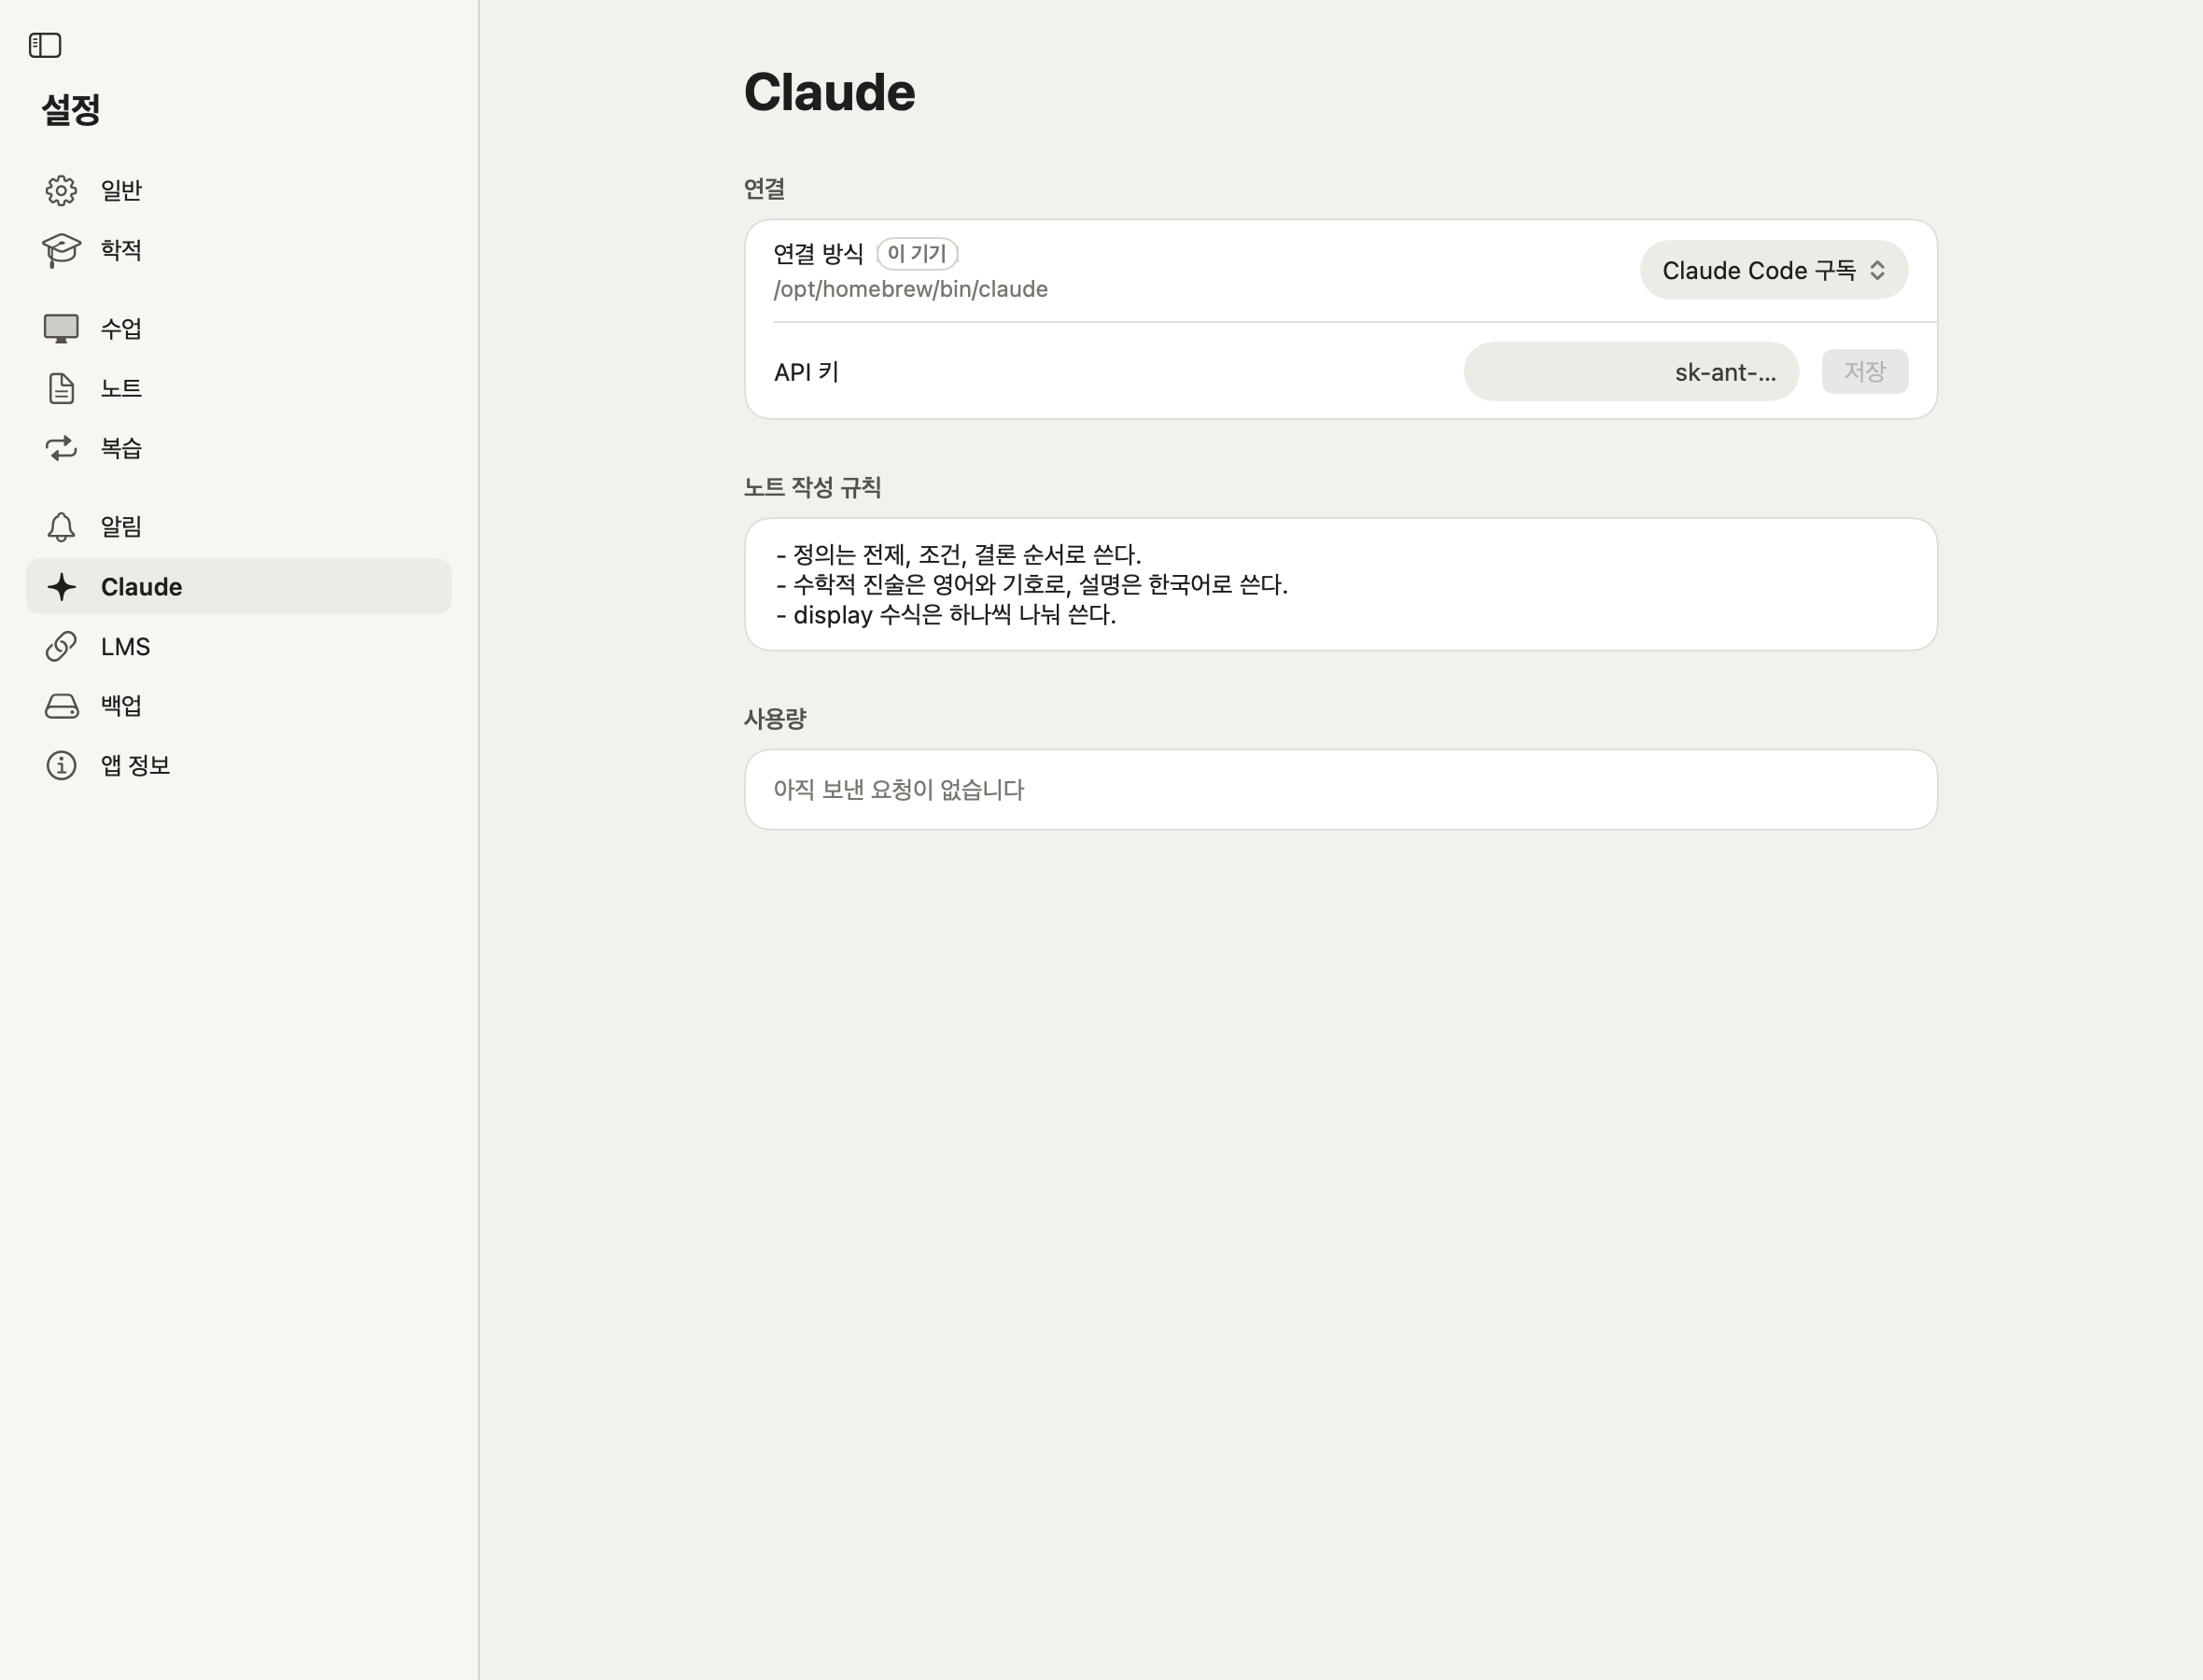 설정
일반
학적
수업
노트
복습
알림
Claude
LMS
백업
앱 정보
Claude
연결
연결 방식 이 기기
/opt/homebrew/bin/claude
Claude Code 구독
API 키
sk-ant-...
저장
노트 작성 규칙
- 정의는 전제, 조건, 결론 순서로 쓴다.
- 수학적 진술은 영어와 기호로, 설명은 한국어로 쓴다.
- display 수식은 하나씩 나눠 쓴다.
사용량
아직 보낸 요청이 없습니다